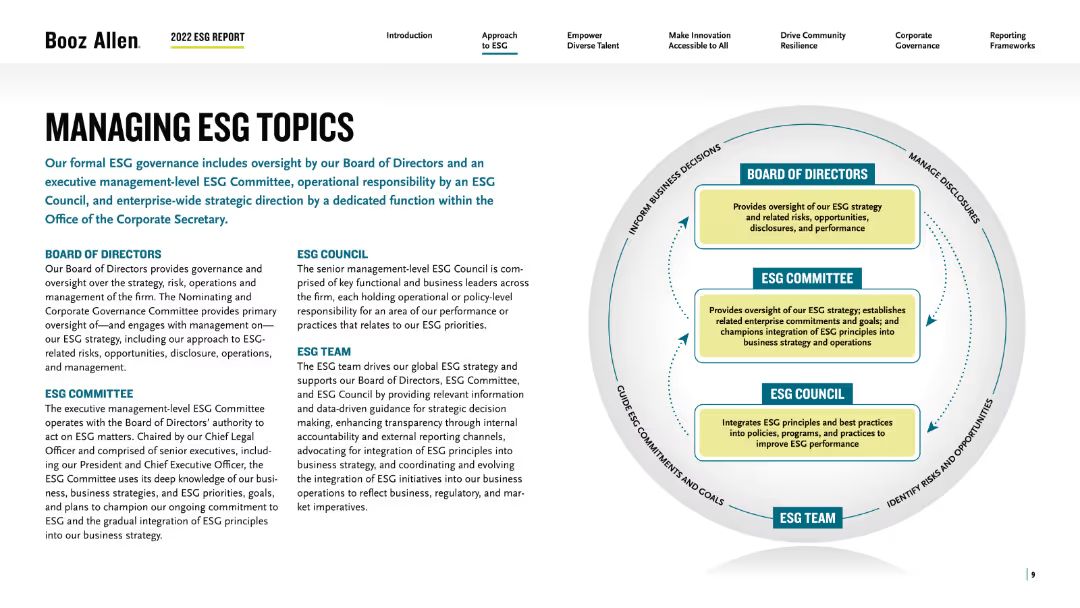 Booz Allen.
2022 ESG REPORT
Introduction
Approach
to ESG
Empower
Diverse Talent
Make Innovation
Accessible to All
Drive Community
Resilience
Corporate
Governance
Reporting
Frameworks
MANAGING ESG TOPICS
Our formal ESG governance includes oversight by our Board of Directors and an
executive management-level ESG Committee, operational responsibility by an ESG
Council, and enterprise-wide strategic direction by a dedicated function within the
Office of the Corporate Secretary.
BOARD OF DIRECTORS
Our Board of Directors provides governance and
oversight over the strategy, risk, operations and
management of the firm. The Nominating and
Corporate Governance Committee provides primary
oversight of—and engages with management on—
our ESG strategy, including our approach to ESG-
related risks, opportunities, disclosure, operations,
and management.
ESG COMMITTEE
The executive management-level ESG Committee
operates with the Board of Directors' authority to
act on ESG matters. Chaired by our Chief Legal
Officer and comprised of senior executives, includ-
ing our President and Chief Executive Officer, the
ESG Committee uses its deep knowledge of our busi-
ness, business strategies, and ESG priorities, goals,
and plans to champion our ongoing commitment to
ESG and the gradual integration of ESG principles
into our business strategy.
ESG COUNCIL
The senior management-level ESG Council is com-
prised of key functional and business leaders across
the firm, each holding operational or policy-level
responsibility for an area of our performance or
practices that relates to our ESG priorities.
ESG TEAM
The ESG team drives our global ESG strategy and
supports our Board of Directors, ESG Committee,
and ESG Council by providing relevant information
and data-driven guidance for strategic decision
making, enhancing transparency through internal
accountability and external reporting channels,
advocating for integration of ESG principles into
business strategy, and coordinating and evolving
the integration of ESG initiatives into our business
operations to reflect business, regulatory, and mar-
ket imperatives.
INFORM BUSINESS DECISIONS
MANAGE DISCLOSURES
BOARD OF DIRECTORS
Provides oversight of our ESG strategy
and related risks, opportunities,
disclosures, and performance
ESG COMMITTEE
Provides oversight of our ESG strategy; establishes
related enterprise commitments and goals; and
champions integration of ESG principles into
business strategy and operations
ESG COUNCIL
Integrates ESG principles and best practices
into policies, programs, and practices to
improve ESG performance
GUIDE ESG COMMITMENTS AND GOALS
IDENTIFY RISKS AND OPPORTUNITIES
ESG TEAM
9